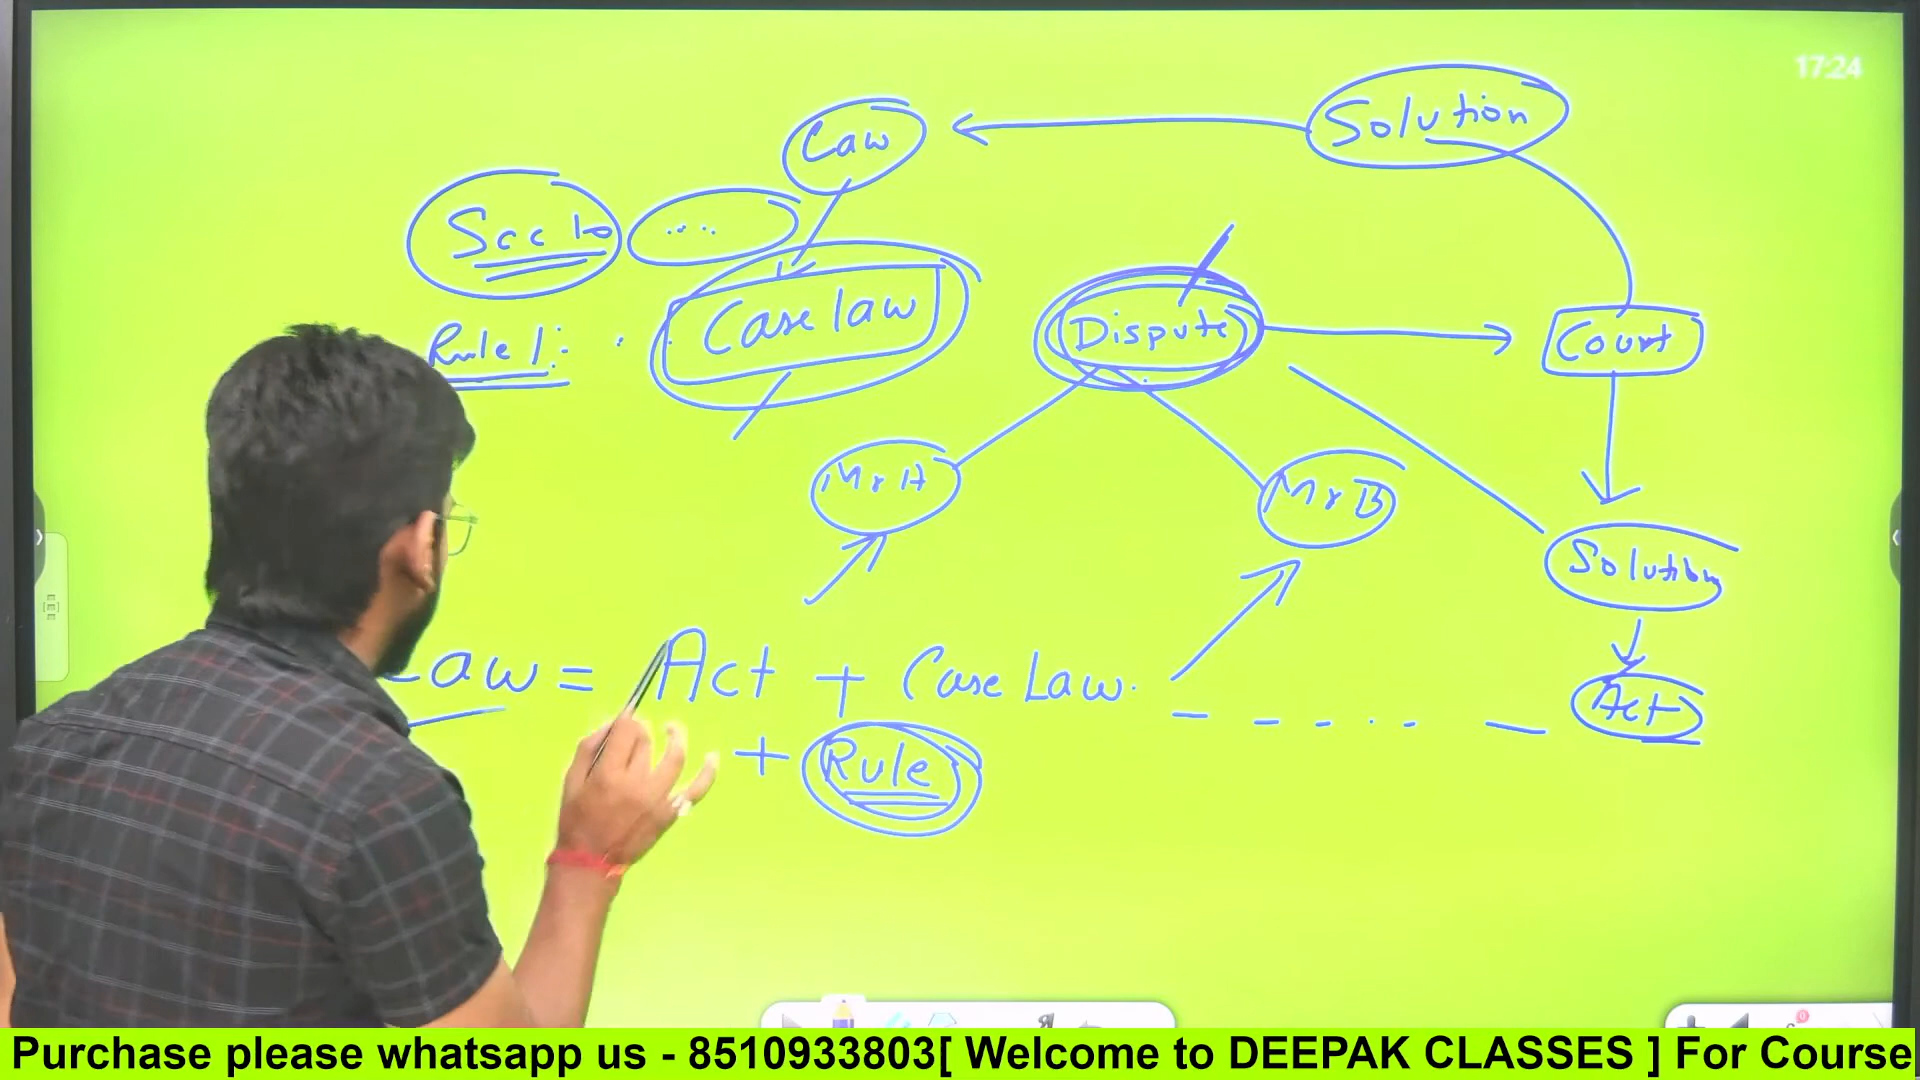 17:24
Solution
Law
Sec 10 ....
Case law
Dispute
Court
Rule 1:
Mr A
Mr B
Solution
Law = Act + Case Law.
Act
+ Rule
Purchase please whatsapp us - 8510933803[ Welcome to DEEPAK CLASSES ] For Course